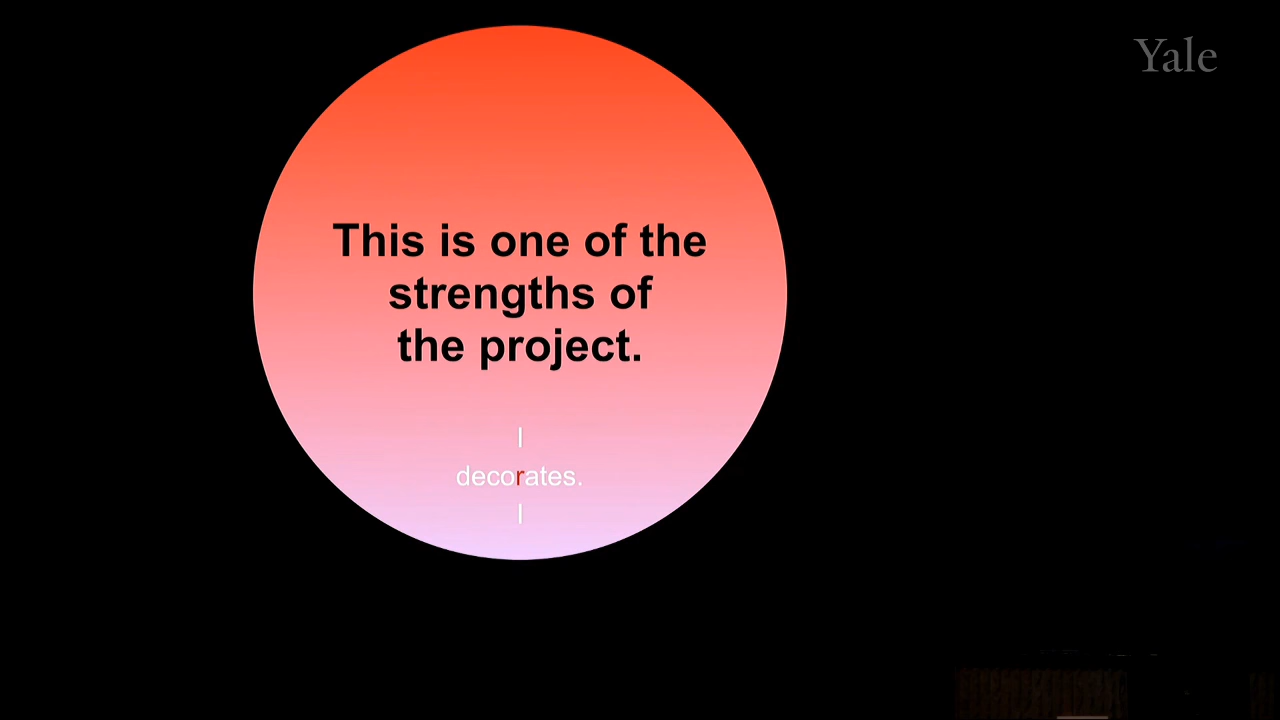 Yale
This is one of the
strengths of
the project.
decorates.